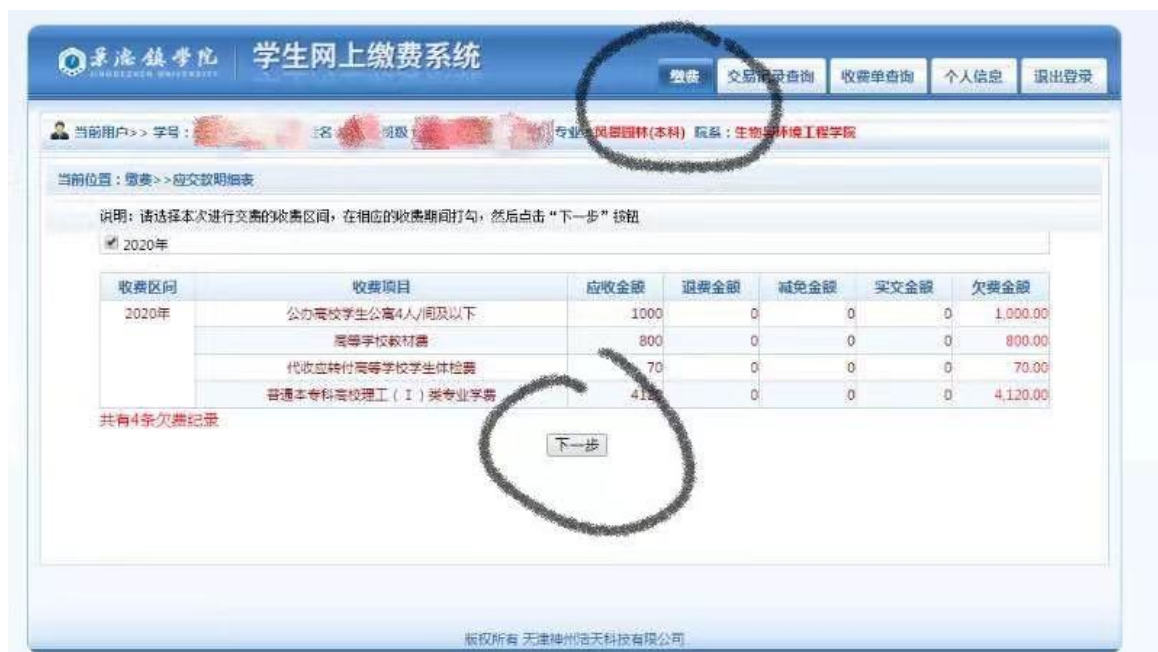 景德镇学院
JINGDEZHEN UNIVERSITY
学生网上缴费系统
缴费 交易记录查询 收费单查询 个人信息 退出登录
当前用户>> 学号: 名 班级 专业:风景园林(本科) 院系:生物与环境工程学院
当前位置:缴费>>应交款明细表
说明: 请选择本次进行交费的收费区间, 在相应的收费期间打勾, 然后点击“下一步”按钮
2020年
收费区间 收费项目 应收金额 退费金额 减免金额 实交金额 欠费金额
2020年 公办高校学生公寓4人/间及以下 1000 0 0 0 1,000.00
高等学校教材费 800 0 0 0 800.00
代收应转付高等学校学生体检费 70 0 0 0 70.00
普通本专科高校理工(I)类专业学费 4120 0 0 0 4,120.00
共有4条欠费纪录
下一步
版权所有 天津神州浩天科技有限公司